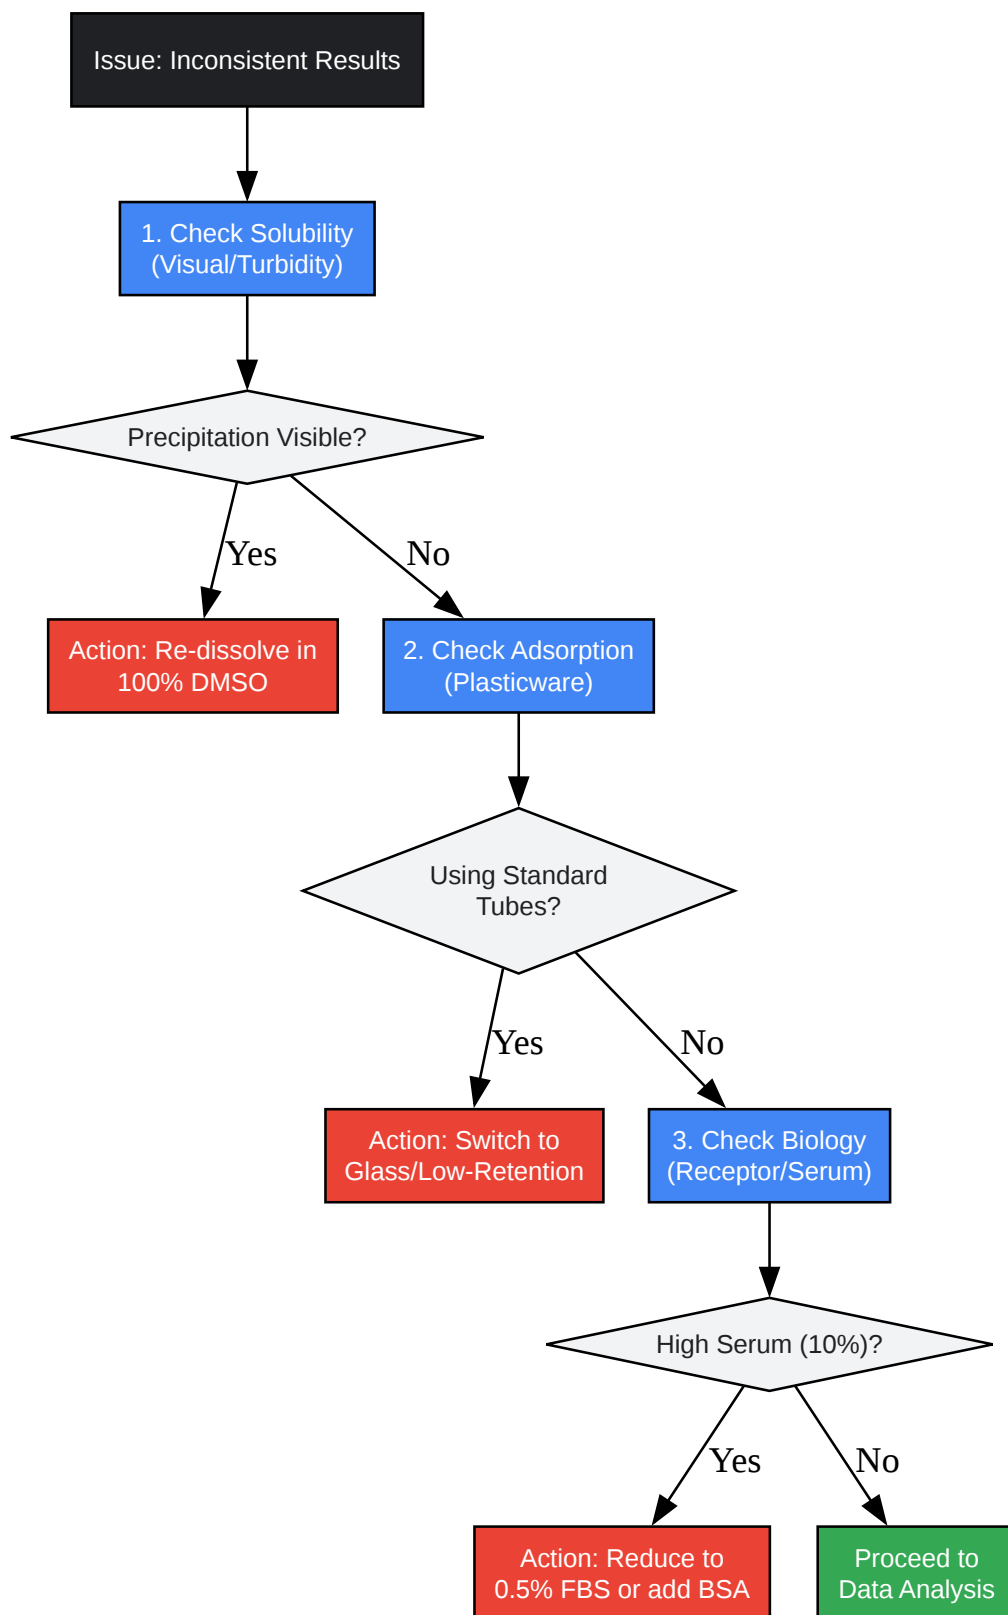 Issue: Inconsistent Results
1. Check Solubility
(Visual/Turbidity)
Precipitation Visible?
Yes
No
Action: Re-dissolve in
100% DMSO
2. Check Adsorption
(Plasticware)
Using Standard
Tubes?
Yes
No
Action: Switch to
Glass/Low-Retention
3. Check Biology
(Receptor/Serum)
High Serum (10%)?
Yes
No
Action: Reduce to
0.5% FBS or add BSA
Proceed to
Data Analysis